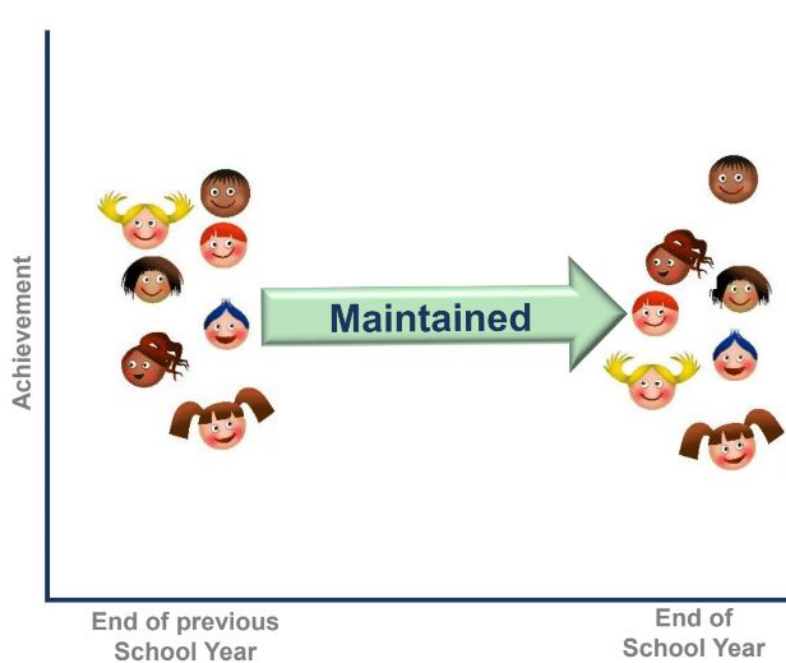 Achievement
Maintained
End of previous
School Year
End of
School Year